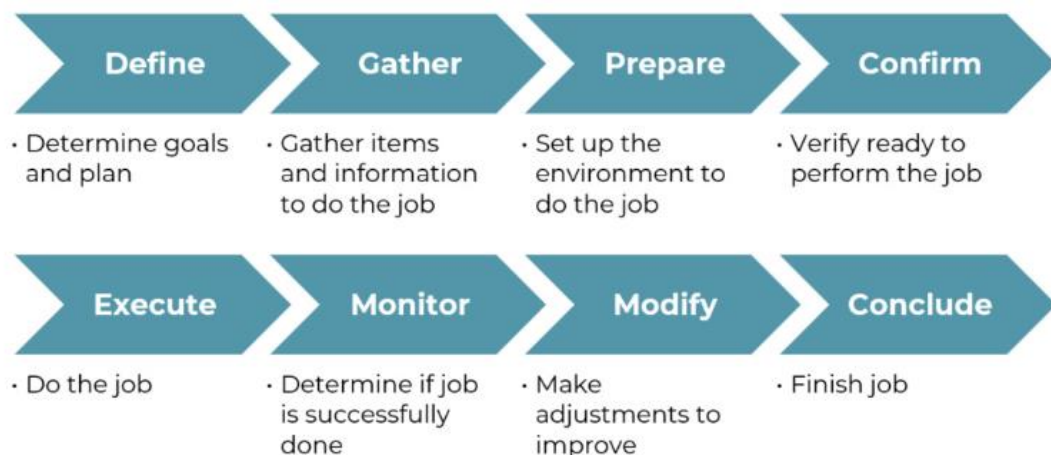 Define
Gather
Prepare
Confirm
· Determine goals
and plan
· Gather items
and information
to do the job
· Set up the
environment to
do the job
· Verify ready to
perform the job
Execute
Monitor
Modify
Conclude
· Do the job
· Determine if job
is successfully
done
· Make
adjustments to
improve
· Finish job